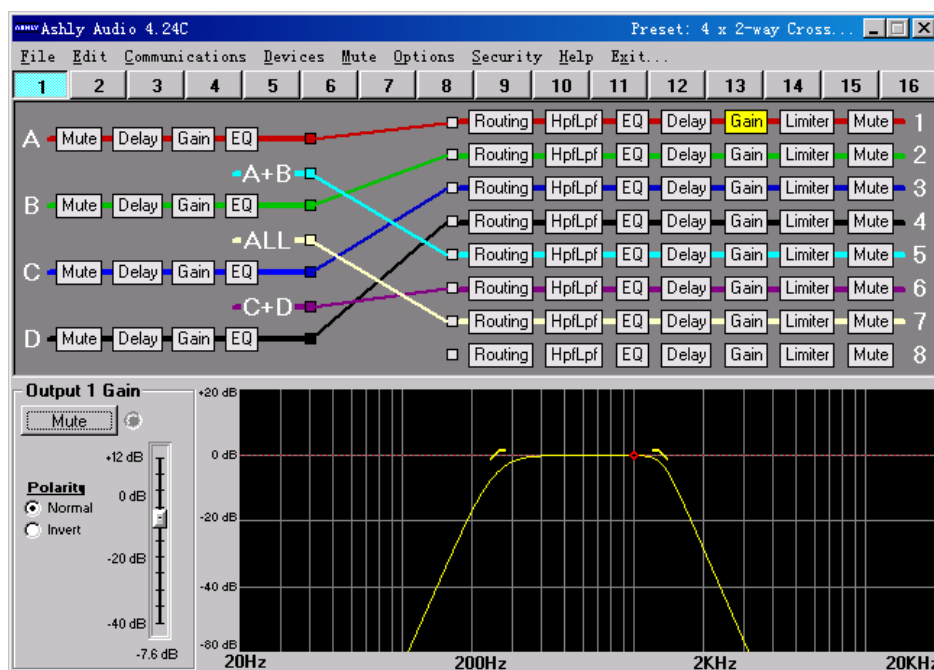 ASHLY Ashly Audio 4.24C Preset: 4 x 2-way Cross...
File Edit Communications Devices Mute Options Security Help Exit...
1 2 3 4 5 6 7 8 9 10 11 12 13 14 15 16
Routing HpfLpf EQ Delay Gain Limiter Mute 1
A Mute Delay Gain EQ
Routing HpfLpf EQ Delay Gain Limiter Mute 2
A+B
Routing HpfLpf EQ Delay Gain Limiter Mute 3
B Mute Delay Gain EQ
Routing HpfLpf EQ Delay Gain Limiter Mute 4
ALL
Routing HpfLpf EQ Delay Gain Limiter Mute 5
C Mute Delay Gain EQ
Routing HpfLpf EQ Delay Gain Limiter Mute 6
C+D
Routing HpfLpf EQ Delay Gain Limiter Mute 7
D Mute Delay Gain EQ
Routing HpfLpf EQ Delay Gain Limiter Mute 8
Output 1 Gain
Mute
Polarity
Normal
Invert
+12 dB
0 dB
-20 dB
-40 dB
-7.6 dB
+20 dB
0 dB
-20 dB
-40 dB
-80 dB
20Hz 200Hz 2KHz 20KHz